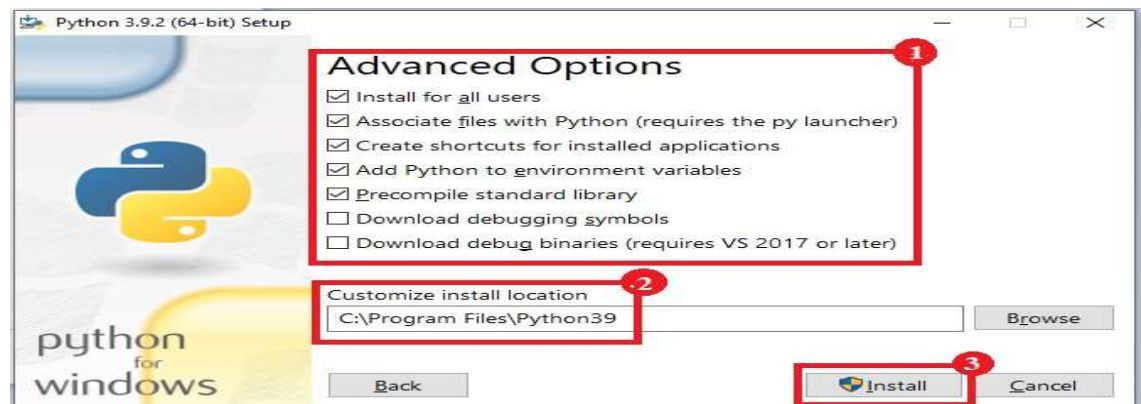 Python 3.9.2 (64-bit) Setup
1
Advanced Options
Install for all users
Associate files with Python (requires the py launcher)
Create shortcuts for installed applications
Add Python to environment variables
Precompile standard library
Download debugging symbols
Download debug binaries (requires VS 2017 or later)
.2
Customize install location
C:\Program Files\Python39
Browse
python
for
windows
3
Back
Install
Cancel